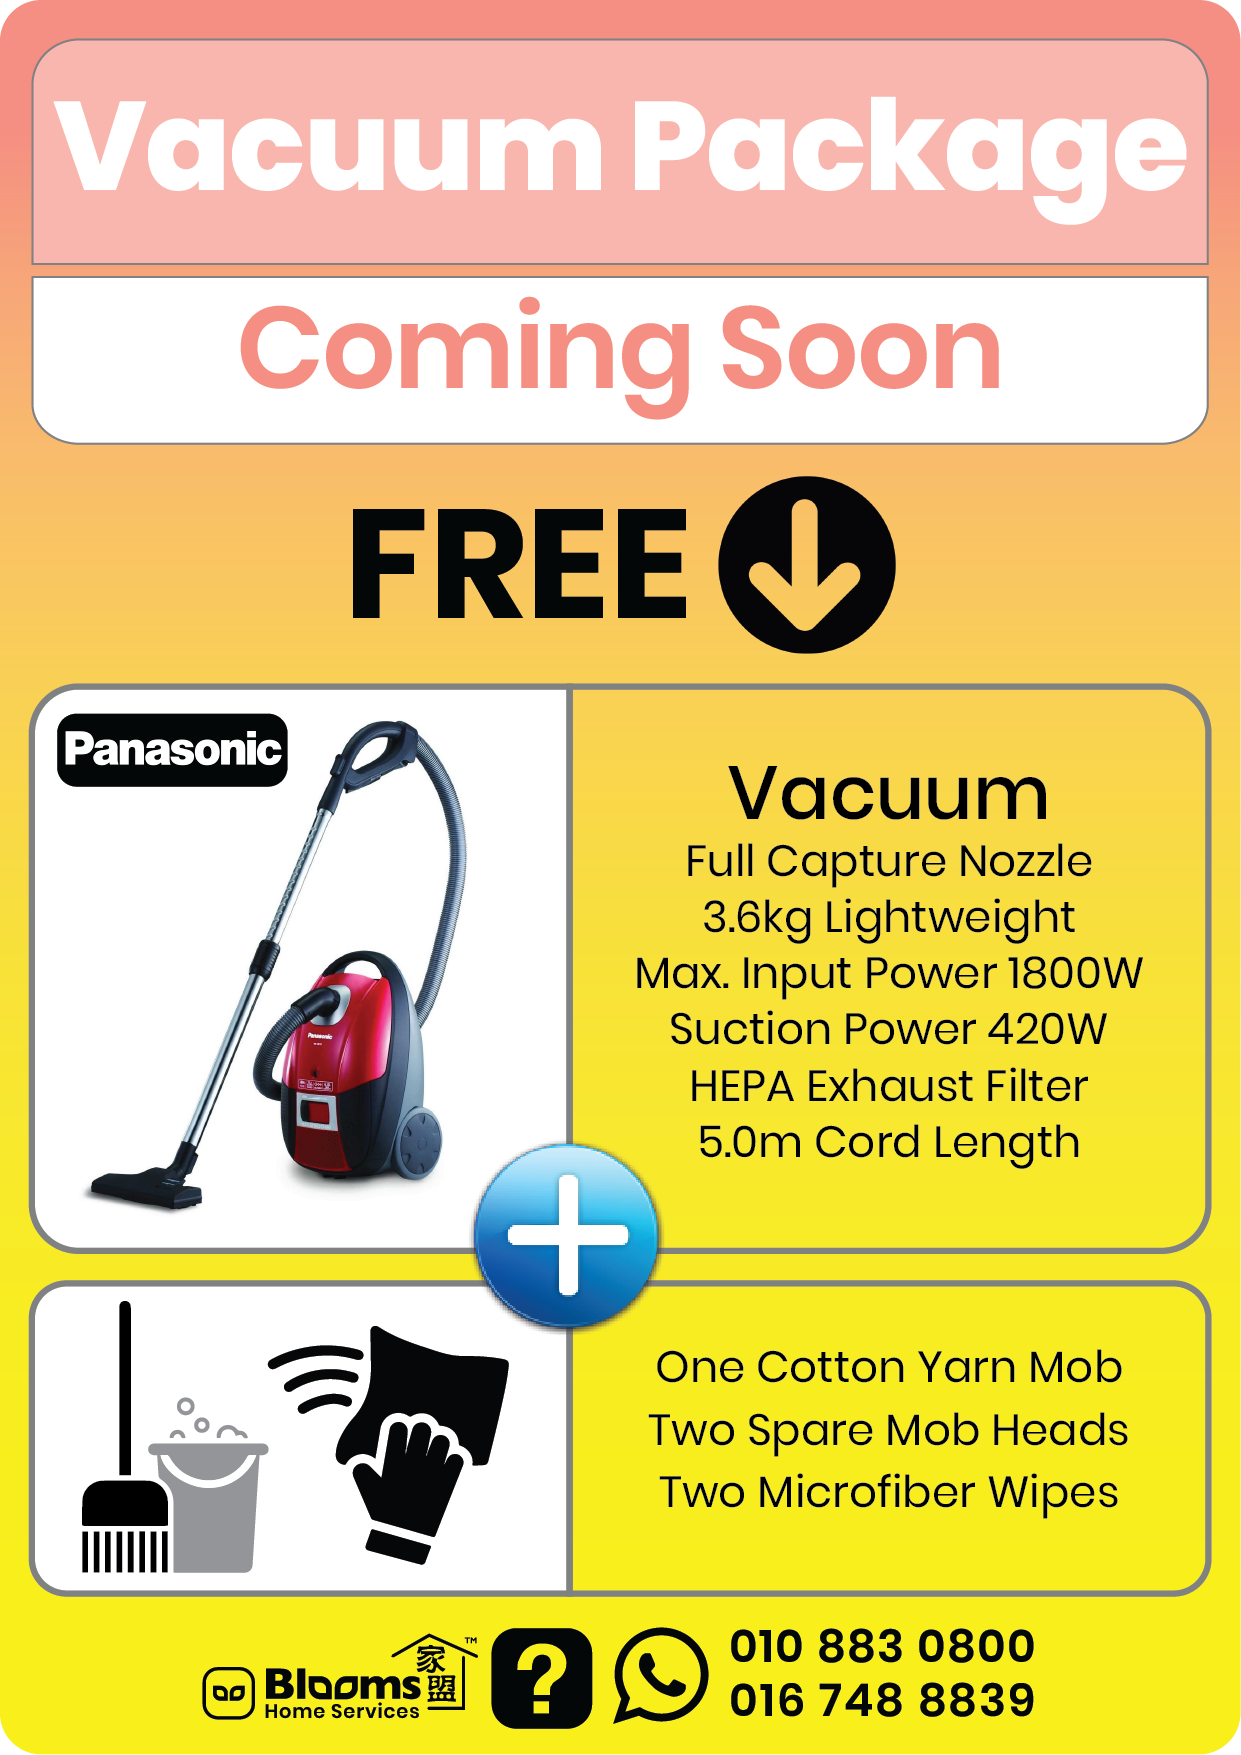 Vacuum Package
Coming Soon
FREE
Panasonic
Panasonic
Vacuum
Full Capture Nozzle
3.6kg Lightweight
Max. Input Power 1800W
Suction Power 420W
HEPA Exhaust Filter
5.0m Cord Length
One Cotton Yarn Mob
Two Spare Mob Heads
Two Microfiber Wipes
Blooms 家盟 ™
Home Services
?
010 883 0800
016 748 8839